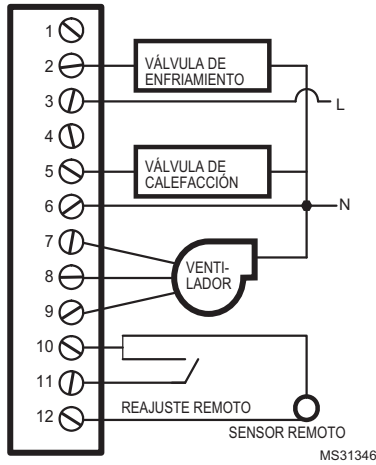 1
2
VÁLVULA DE
ENFRIAMIENTO
3
L
4
5
VÁLVULA DE
CALEFACCIÓN
6
N
7
8
VENTI-
LADOR
9
10
11
12
REAJUSTE REMOTO
SENSOR REMOTO
MS31346